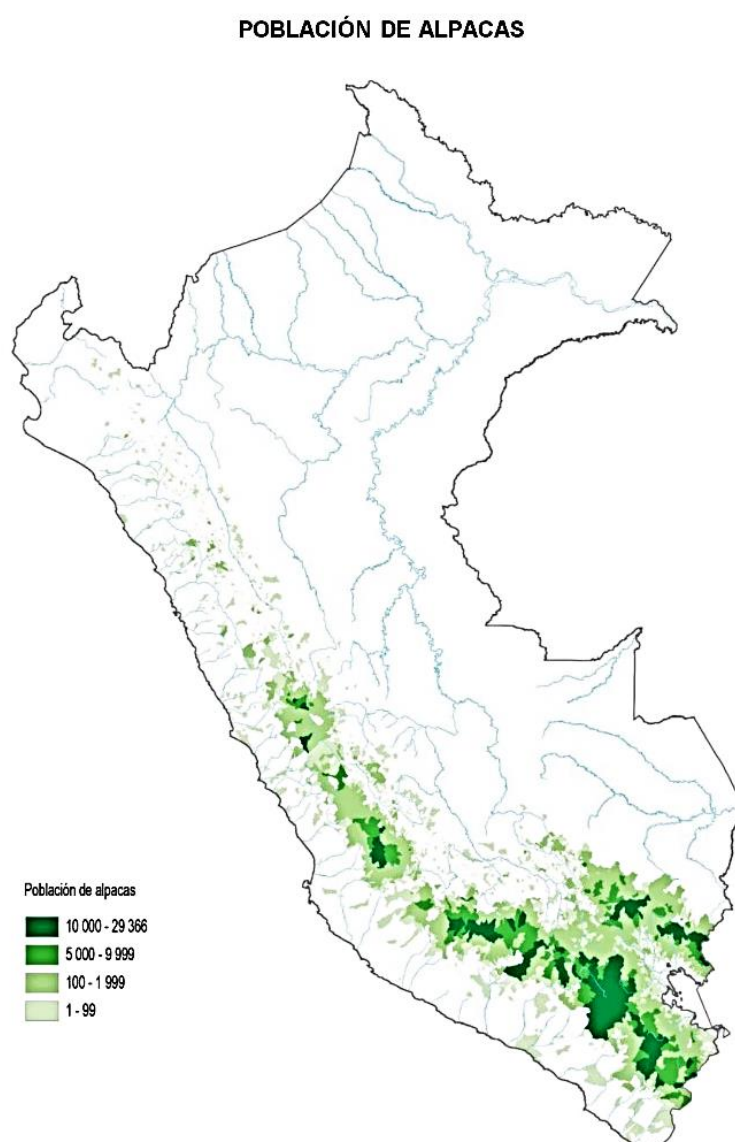 POBLACIÓN DE ALPACAS
Población de alpacas
10 000 - 29 366
5 000 - 9 999
100 - 1 999
1 - 99